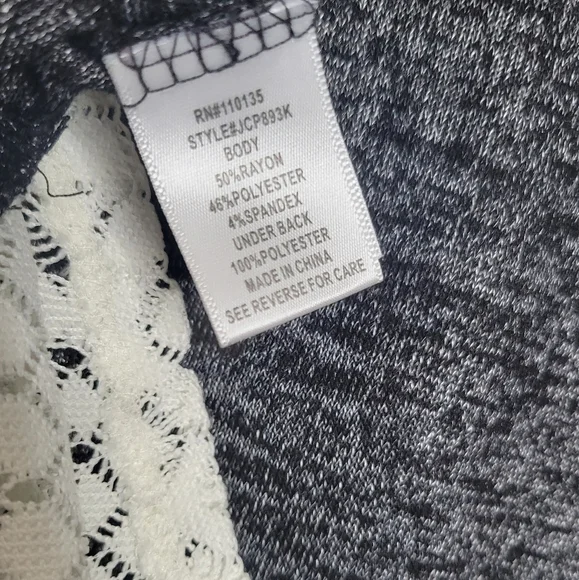 RN#110135
STYLE#JCP893K
BODY
50%RAYON
46%POLYESTER
4%SPANDEX
UNDER BACK
100%POLYESTER
MADE IN CHINA
SEE REVERSE FOR CARE